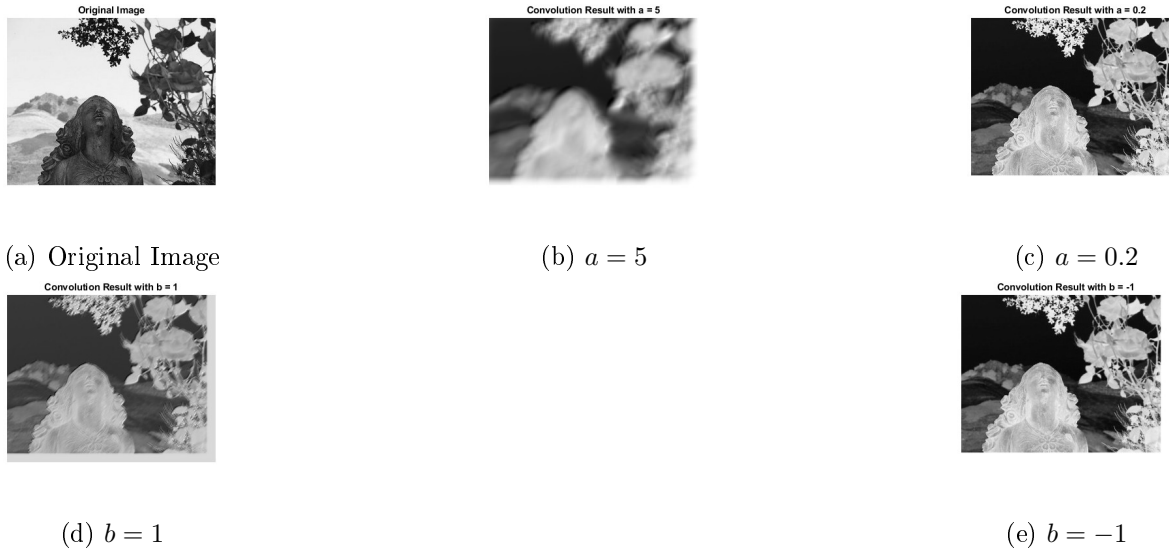 Original Image
Convolution Result with a = 5
Convolution Result with a = 0.2
(a) Original Image
(b) a = 5
(c) a = 0.2
Convolution Result with b = 1
Convolution Result with b = -1
(d) b = 1
(e) b = −1